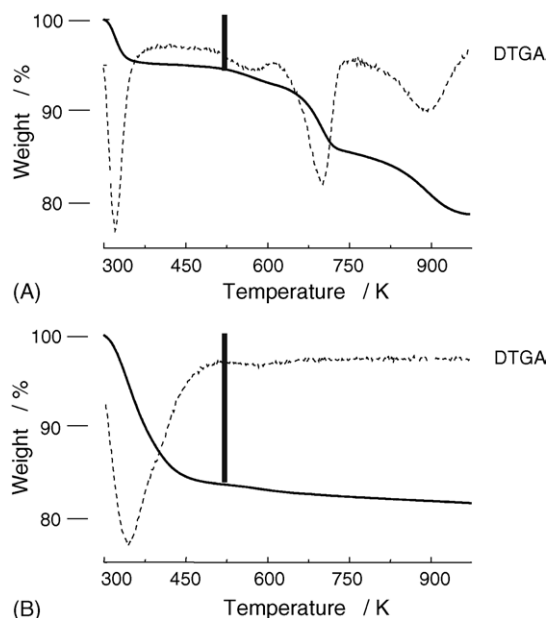 100
DTGA
90
80
Weight / %
300 450 600 750 900
(A) Temperature / K
100
DTGA
90
80
Weight / %
300 450 600 750 900
Temperature / K
(B)